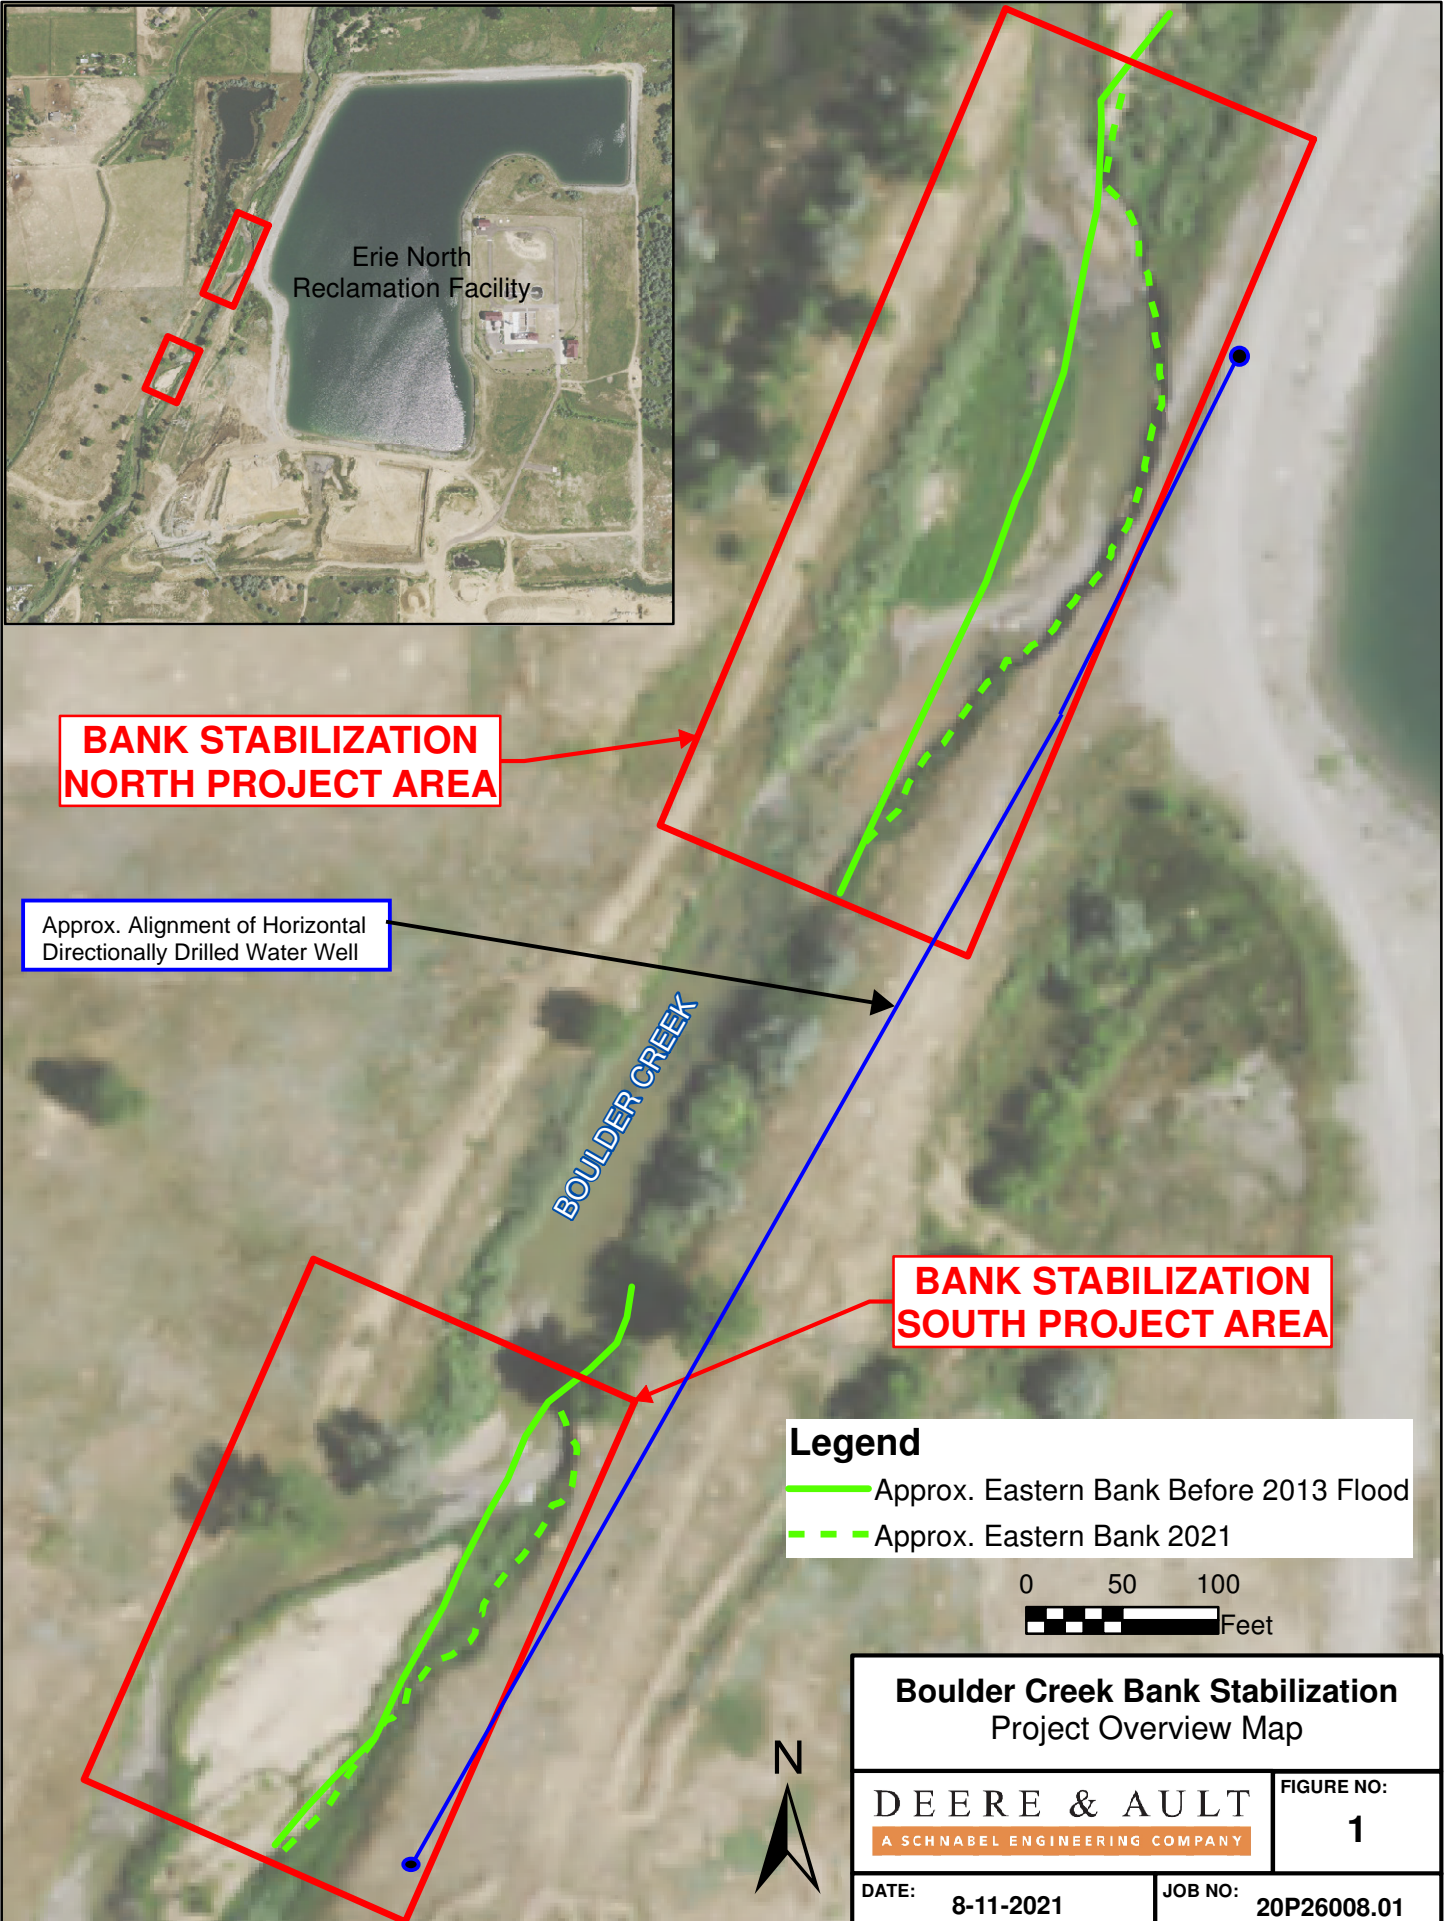 Erie North
Reclamation Facility
BANK STABILIZATION
NORTH PROJECT AREA
Approx. Alignment of Horizontal
Directionally Drilled Water Well
BOULDER CREEK
BANK STABILIZATION
SOUTH PROJECT AREA
Legend
Approx. Eastern Bank Before 2013 Flood
Approx. Eastern Bank 2021
0 50 100
Feet
N
Boulder Creek Bank Stabilization
Project Overview Map
DEERE & AULT
A SCHNABEL ENGINEERING COMPANY
FIGURE NO:
1
DATE: 8-11-2021
JOB NO: 20P26008.01